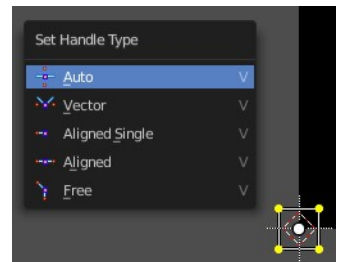 Set Handle Type
Auto V
Vector V
Aligned Single V
Aligned V
Free V